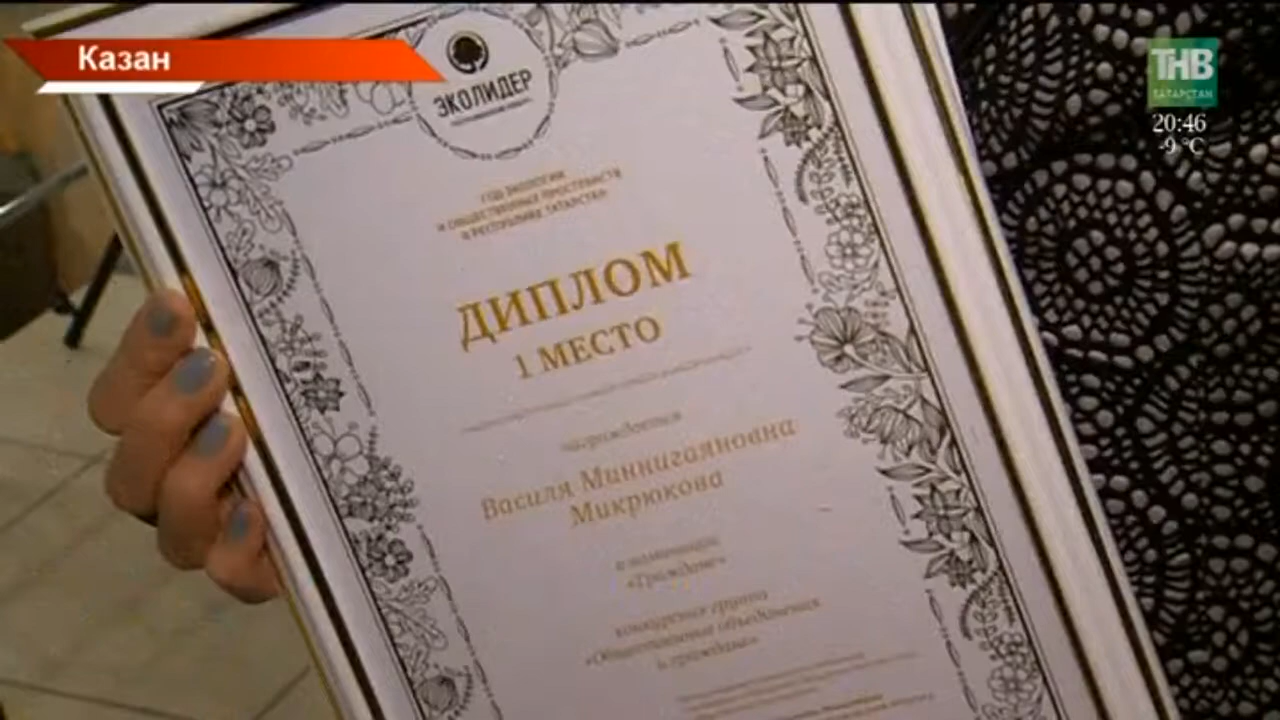 Казан
ТНВ
ТАТАРСТАН
20:46
-9 °C
ЭКОЛИДЕР
ГОД ЭКОЛОГИИ
И ОБЩЕСТВЕННЫХ ПРОСТРАНСТВ
В РЕСПУБЛИКЕ ТАТАРСТАН
ДИПЛОМ
1 МЕСТО
награждается
Василя Миннигаяновна
Микрюкова
в номинации
«Граждане»
конкурсная группа
«Общественные объединения
и граждане»